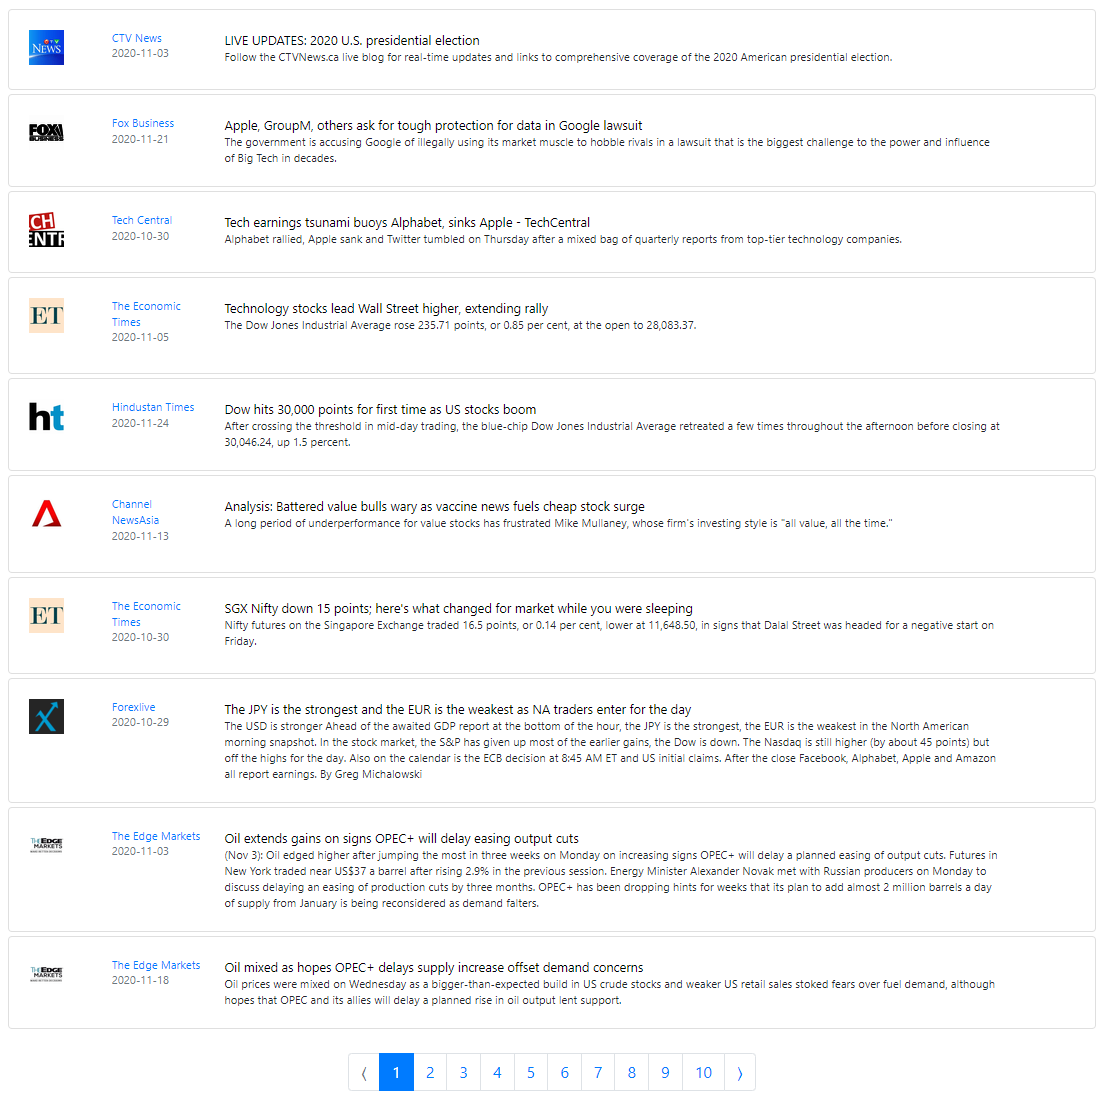 CTV
NEWS
CTV News
2020-11-03
LIVE UPDATES: 2020 U.S. presidential election
Follow the CTVNews.ca live blog for real-time updates and links to comprehensive coverage of the 2020 American presidential election.
FOX
BUSINESS
Fox Business
2020-11-21
Apple, GroupM, others ask for tough protection for data in Google lawsuit
The government is accusing Google of illegally using its market muscle to hobble rivals in a lawsuit that is the biggest challenge to the power and influence
of Big Tech in decades.
CH
ENTR
Tech Central
2020-10-30
Tech earnings tsunami buoys Alphabet, sinks Apple - TechCentral
Alphabet rallied, Apple sank and Twitter tumbled on Thursday after a mixed bag of quarterly reports from top-tier technology companies.
ET
The Economic
Times
2020-11-05
Technology stocks lead Wall Street higher, extending rally
The Dow Jones Industrial Average rose 235.71 points, or 0.85 per cent, at the open to 28,083.37.
ht
Hindustan Times
2020-11-24
Dow hits 30,000 points for first time as US stocks boom
After crossing the threshold in mid-day trading, the blue-chip Dow Jones Industrial Average retreated a few times throughout the afternoon before closing at
30,046.24, up 1.5 percent.
Channel
NewsAsia
2020-11-13
Analysis: Battered value bulls wary as vaccine news fuels cheap stock surge
A long period of underperformance for value stocks has frustrated Mike Mullaney, whose firm's investing style is "all value, all the time."
ET
The Economic
Times
2020-10-30
SGX Nifty down 15 points; here's what changed for market while you were sleeping
Nifty futures on the Singapore Exchange traded 16.5 points, or 0.14 per cent, lower at 11,648.50, in signs that Dalal Street was headed for a negative start on
Friday.
Forexlive
2020-10-29
The JPY is the strongest and the EUR is the weakest as NA traders enter for the day
The USD is stronger Ahead of the awaited GDP report at the bottom of the hour, the JPY is the strongest, the EUR is the weakest in the North American
morning snapshot. In the stock market, the S&P has given up most of the earlier gains, the Dow is down. The Nasdaq is still higher (by about 45 points) but
off the highs for the day. Also on the calendar is the ECB decision at 8:45 AM ET and US initial claims. After the close Facebook, Alphabet, Apple and Amazon
all report earnings. By Greg Michalowski
THE EDGE
MARKETS
The Edge Markets
2020-11-03
Oil extends gains on signs OPEC+ will delay easing output cuts
(Nov 3): Oil edged higher after jumping the most in three weeks on Monday on increasing signs OPEC+ will delay a planned easing of output cuts. Futures in
New York traded near US$37 a barrel after rising 2.9% in the previous session. Energy Minister Alexander Novak met with Russian producers on Monday to
discuss delaying an easing of production cuts by three months. OPEC+ has been dropping hints for weeks that its plan to add almost 2 million barrels a day
of supply from January is being reconsidered as demand falters.
THE EDGE
MARKETS
The Edge Markets
2020-11-18
Oil mixed as hopes OPEC+ delays supply increase offset demand concerns
Oil prices were mixed on Wednesday as a bigger-than-expected build in US crude stocks and weaker US retail sales stoked fears over fuel demand, although
hopes that OPEC and its allies will delay a planned rise in oil output lent support.
⟨ 1 2 3 4 5 6 7 8 9 10 ⟩